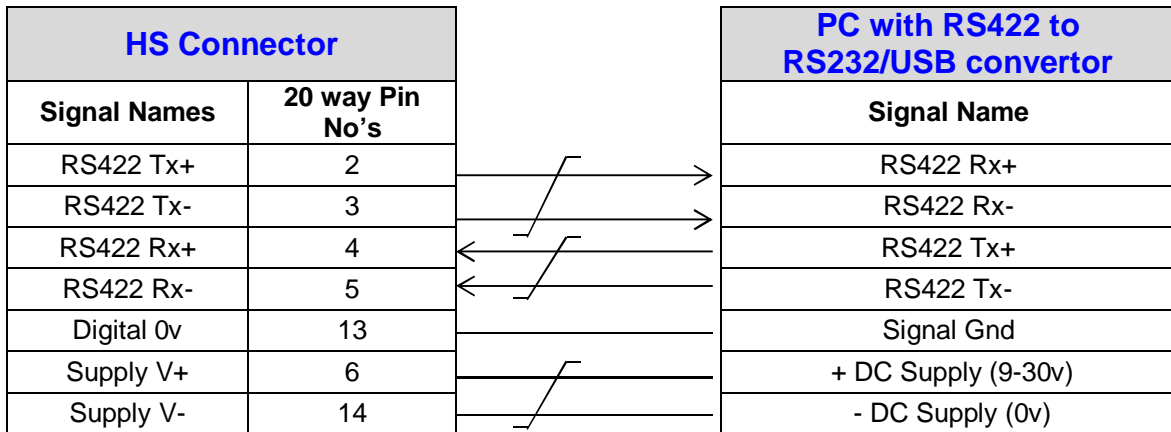 HS Connector
PC with RS422 to
RS232/USB convertor
Signal Names
20 way Pin
No’s
Signal Name
RS422 Tx+ 2 RS422 Rx+
RS422 Tx- 3 RS422 Rx-
RS422 Rx+ 4 RS422 Tx+
RS422 Rx- 5 RS422 Tx-
Digital 0v 13 Signal Gnd
Supply V+ 6 + DC Supply (9-30v)
Supply V- 14 - DC Supply (0v)